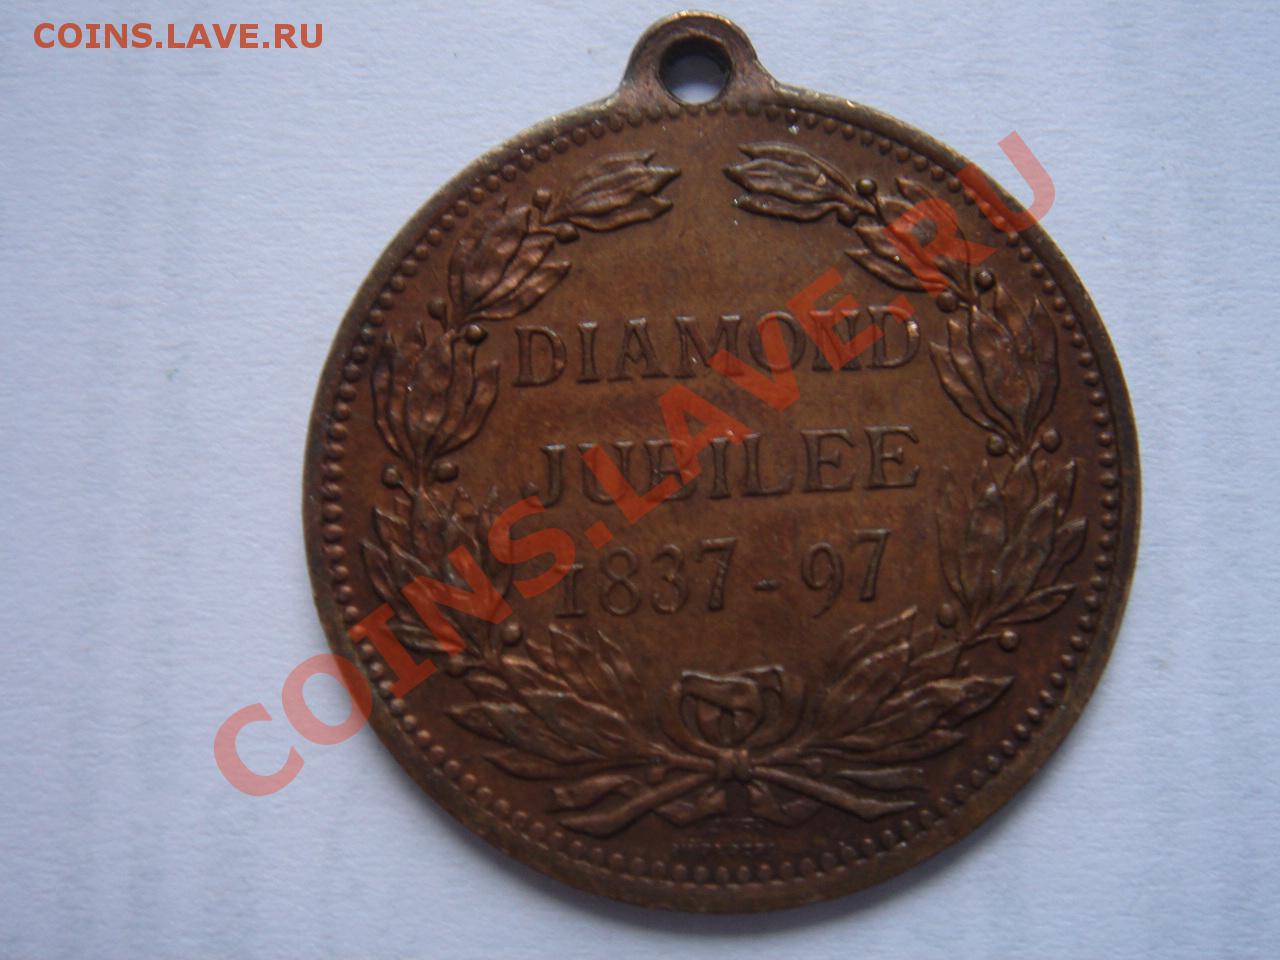 COINS.LAVE.RU
DIAMOND
JUBILEE
1837-97
COINS.LAVE.RU